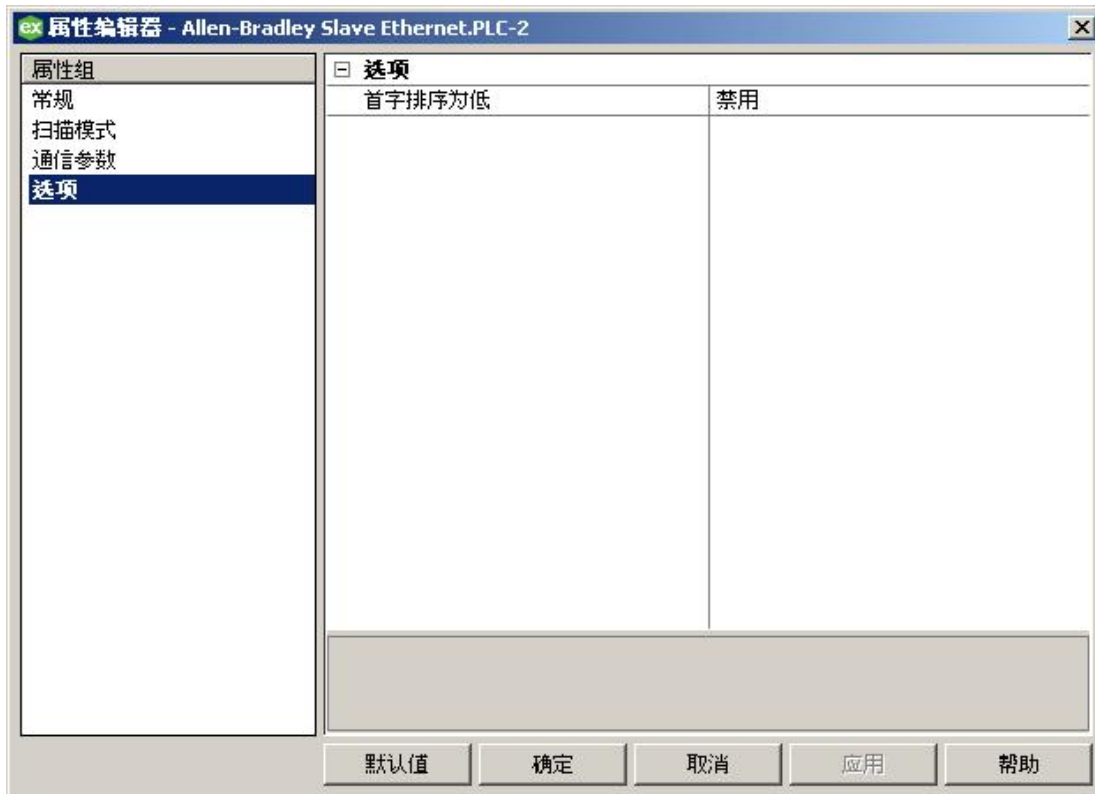 ex 属性编辑器 - Allen-Bradley Slave Ethernet.PLC-2
属性组
常规
扫描模式
通信参数
选项
选项
首字排序为低 禁用
默认值 确定 取消 应用 帮助